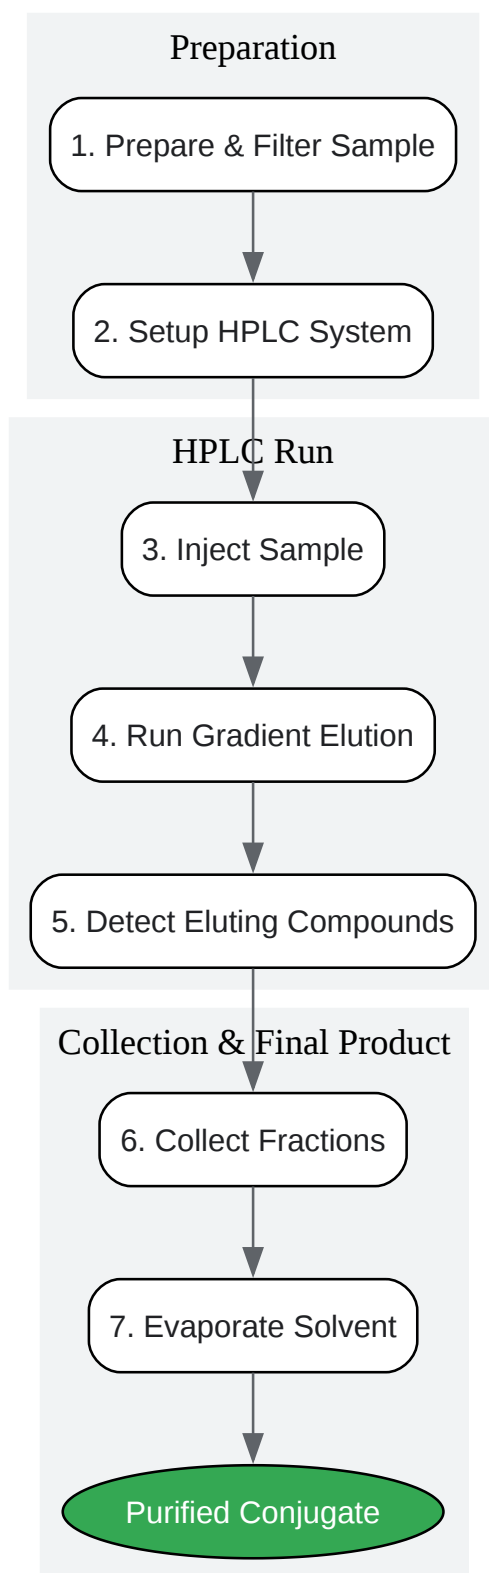 Preparation
1. Prepare & Filter Sample
2. Setup HPLC System
HPLC Run
3. Inject Sample
4. Run Gradient Elution
5. Detect Eluting Compounds
Collection & Final Product
6. Collect Fractions
7. Evaporate Solvent
Purified Conjugate